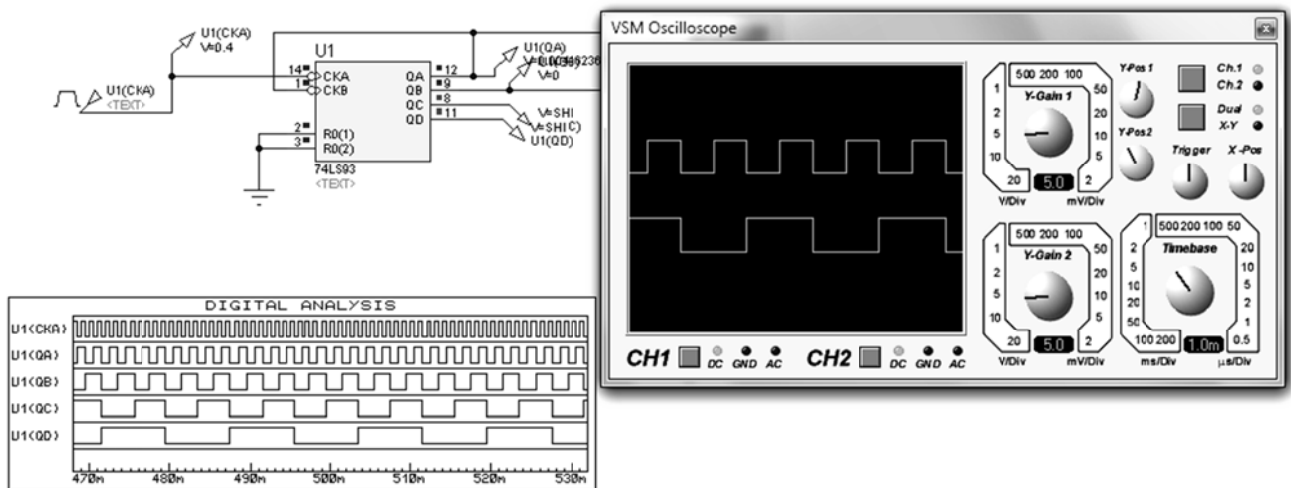 VSM Oscilloscope
U1(CKA)
V=0.4
U1
U1(QA)
V=0
14 CKA QA 12
1 CKB QB 9
QC 8
QD 11
U1(CKA)
<TEXT>
V=SHI
V=SHI C)
U1(QD)
2 R0(1)
3 R0(2)
74LS93
<TEXT>
500 200 100
1
2
5
10
20
50
20
10
5
2
Y-Gain 1
5.0
V/Div mV/Div
Y-Pos1
Y-Pos2
Ch.1
Ch.2
Dual
X-Y
Trigger X-Pos
500 200 100
1
2
5
10
20
50
20
10
5
2
Y-Gain 2
5.0
V/Div mV/Div
1 500 200 100 50
2
5
10
20
50
100 200
20
10
5
2
1
0.5
Timebase
1.0m
ms/Div µs/Div
CH1 DC GND AC CH2 DC GND AC
DIGITAL ANALYSIS
U1(CKA)
U1(QA)
U1(QB)
U1(QC)
U1(QD)
470m 480m 490m 500m 510m 520m 530m